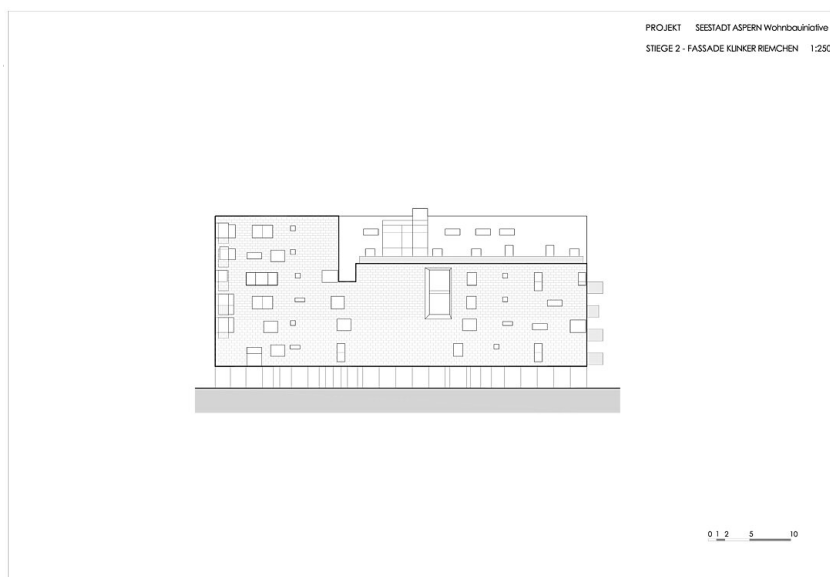 PROJEKT SEESTADT ASPERN Wohnbauiniative
STIEGE 2 - FASSADE KLINKER RIEMCHEN 1:250
0 1 2 5 10